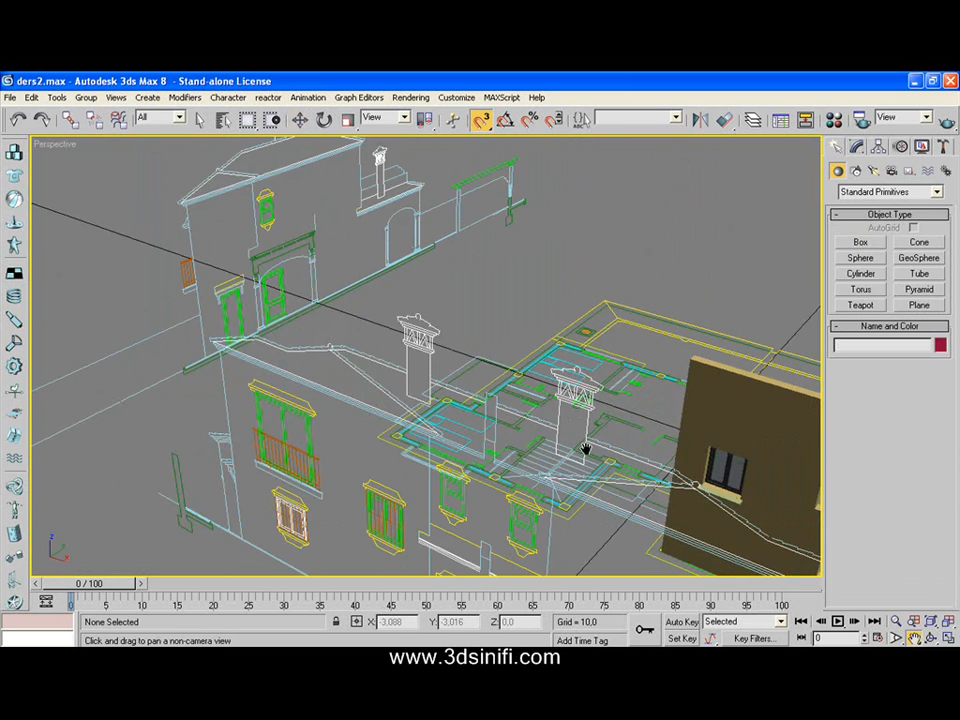 ders2.max - Autodesk 3ds Max 8 - Stand-alone License
File Edit Tools Group Views Create Modifiers Character reactor Animation Graph Editors Rendering Customize MAXScript Help
All View 3 View
Perspective
Standard Primitives
- Object Type
AutoGrid
Box Cone
Sphere GeoSphere
Cylinder Tube
Torus Pyramid
Teapot Plane
- Name and Color
z
x
< 0 / 100 >
0 5 10 15 20 25 30 35 40 45 50 55 60 65 70 75 80 85 90 95 100
None Selected X: -3,088 Y: -3,016 Z: 0,0 Grid = 10,0 Auto Key Selected
Click and drag to pan a non-camera view Add Time Tag Set Key Key Filters... 0
www.3dsinifi.com